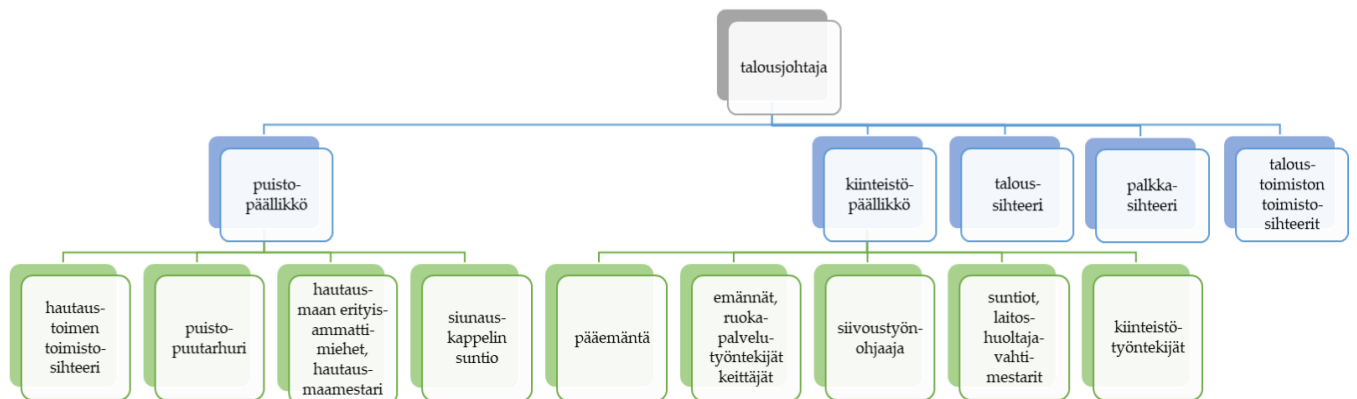 talousjohtaja
puisto-
päällikkö
kiinteistö-
päällikkö
talous-
sihteeri
palkka-
sihteeri
talous-
toimiston
toimisto-
sihteerit
hautaus-
toimen
toimisto-
sihteeri
puisto-
puutarhuri
hautaus-
maan erityis-
ammatti-
miehet,
hautaus-
maamestari
siunaus-
kappelin
suntio
pääemäntä
emännät,
ruoka-
palvelu-
työntekijät
keittäjät
siivoustyön-
ohjaaja
suntiot,
laitos-
huoltaja-
vahti-
mestarit
kiinteistö-
työntekijät